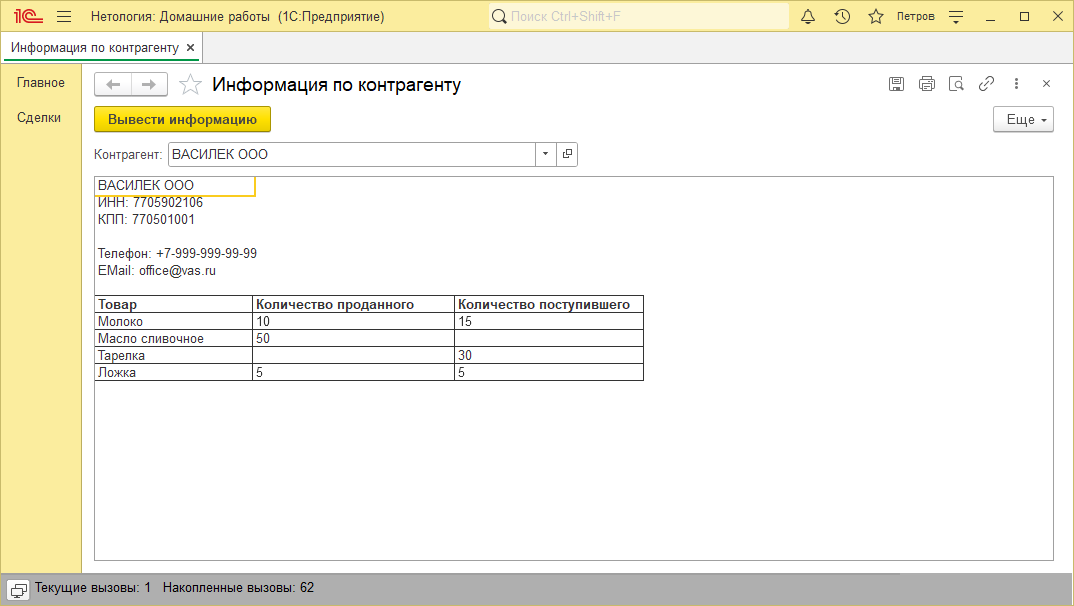 1С Нетология: Домашние работы (1С:Предприятие) Поиск Ctrl+Shift+F Петров
Информация по контрагенту
Главное
Сделки
Информация по контрагенту
Вывести информацию Еще
Контрагент: ВАСИЛЕК ООО
ВАСИЛЕК ООО
ИНН: 7705902106
КПП: 770501001
Телефон: +7-999-999-99-99
EMail: office@vas.ru
Товар Количество проданного Количество поступившего
Молоко 10 15
Масло сливочное 50
Тарелка 30
Ложка 5 5
Текущие вызовы: 1 Накопленные вызовы: 62